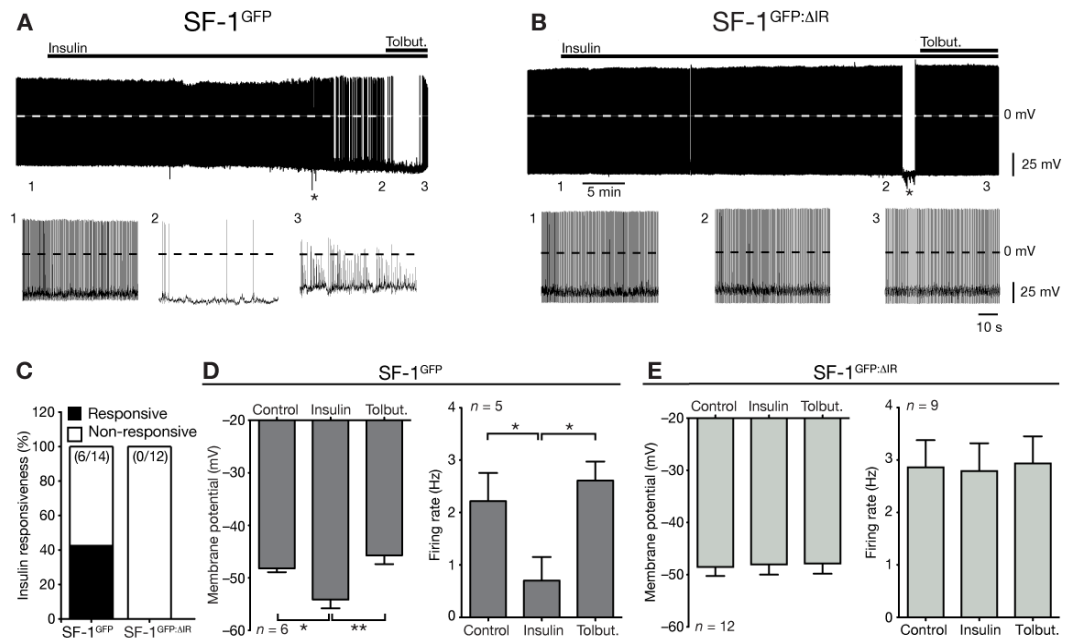 A SF-1GFP
Insulin
Tolbut.
1 2 3
*
1 2 3
B SF-1GFP:ΔIR
Insulin
Tolbut.
0 mV
25 mV
1 2 3
5 min
*
1 2 3
0 mV
25 mV
10 s
C
Responsive
Non-responsive
Insulin responsiveness (%)
120
100
80
60
40
20
0
(6/14) (0/12)
SF-1GFP SF-1GFP:ΔIR
D SF-1GFP
Control Insulin Tolbut.
Membrane potential (mV)
−20
−30
−40
−50
−60
n = 6
* **
n = 5
* *
Firing rate (Hz)
4
3
2
1
0
Control Insulin Tolbut.
E SF-1GFP:ΔIR
Control Insulin Tolbut.
Membrane potential (mV)
−20
−30
−40
−50
−60
n = 12
n = 9
Firing rate (Hz)
4
3
2
1
0
Control Insulin Tolbut.